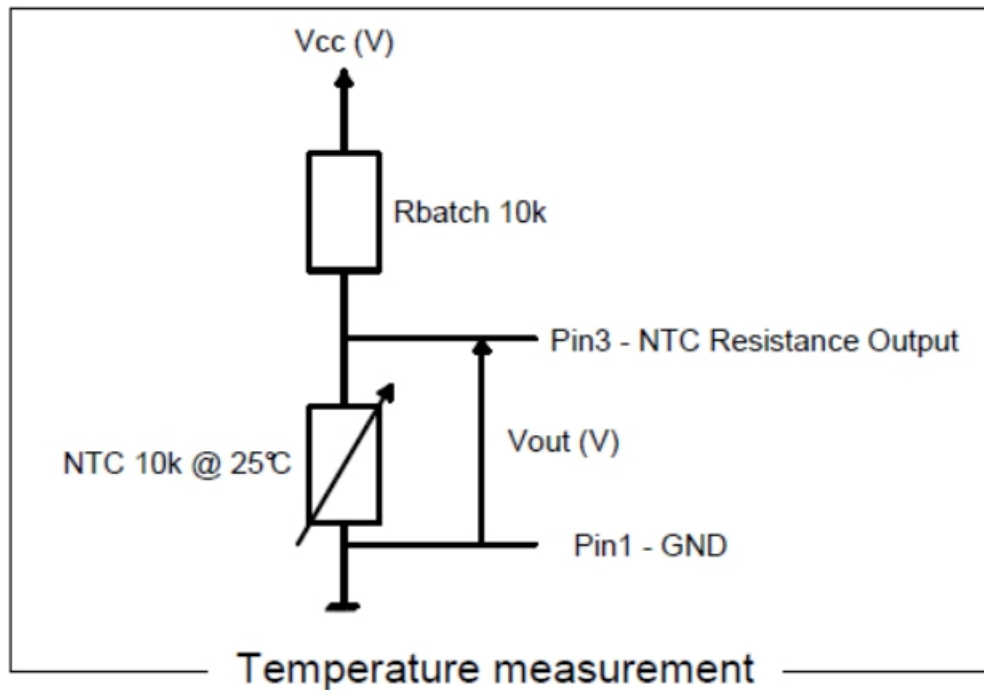 Vcc (V)
Rbatch 10k
Pin3 - NTC Resistance Output
NTC 10k @ 25℃
Vout (V)
Pin1 - GND
Temperature measurement